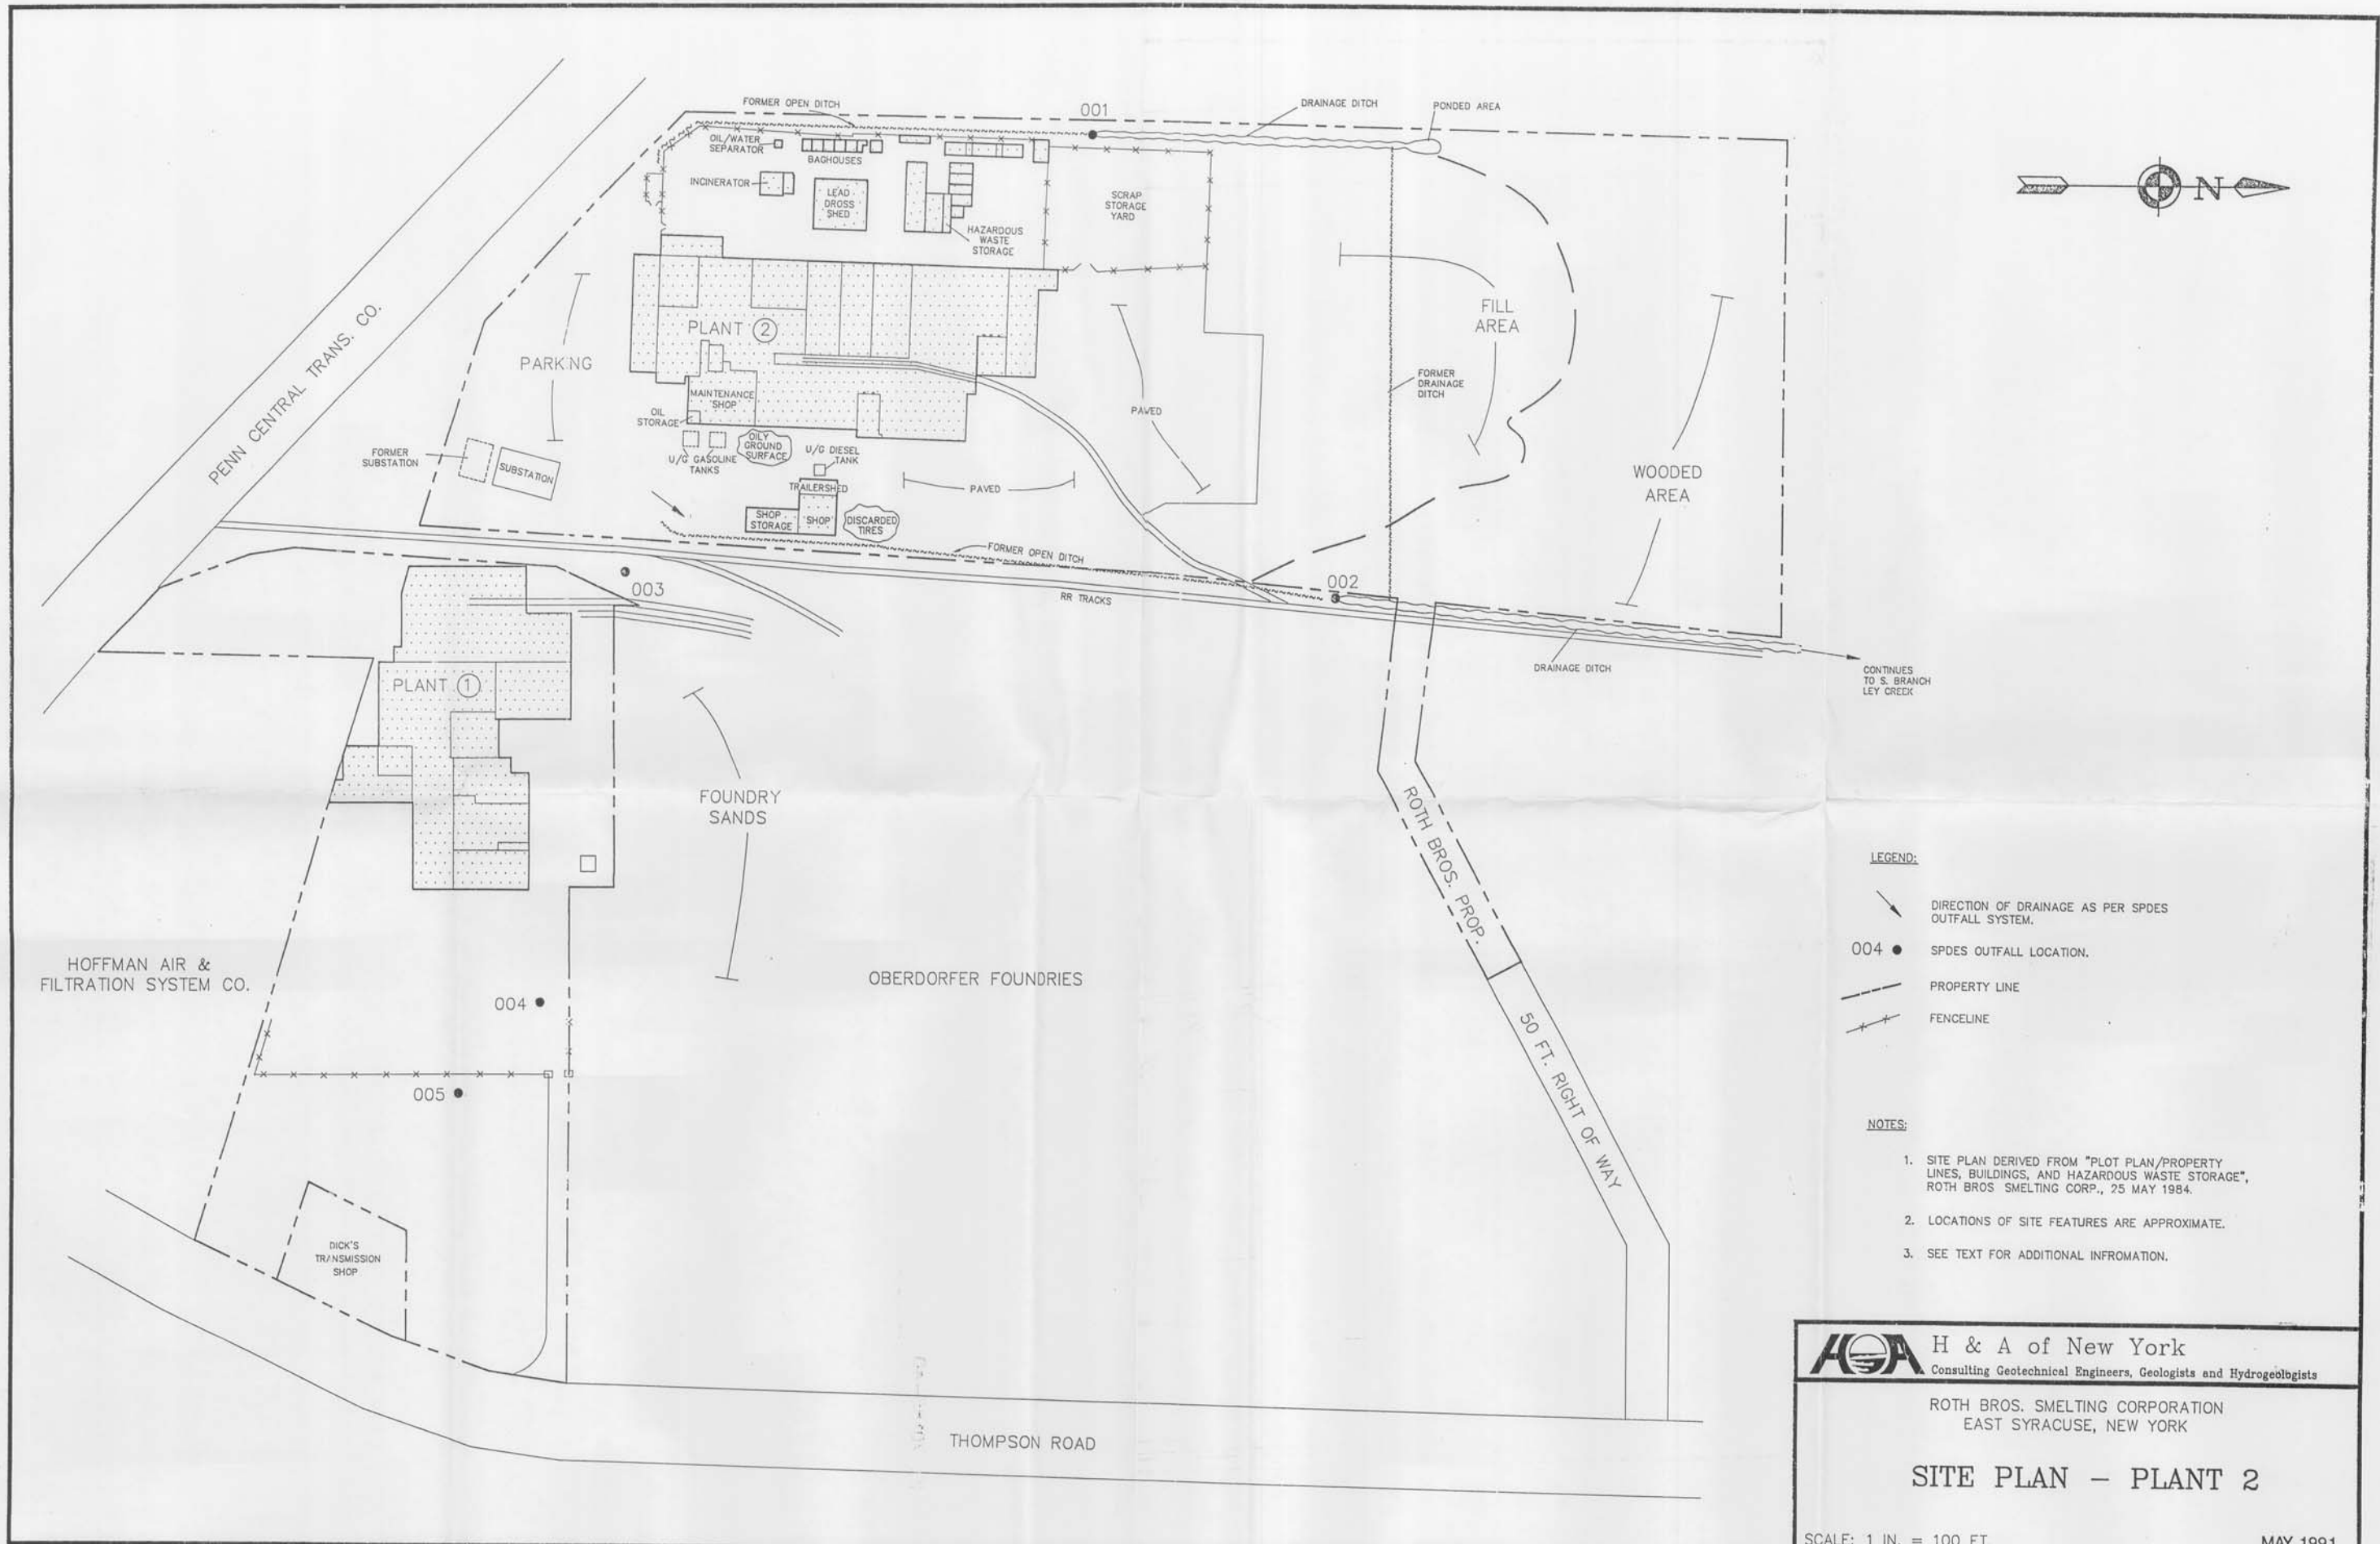 FORMER OPEN DITCH
001
DRAINAGE DITCH
PONDED AREA
OIL/WATER
SEPARATOR
BAGHOUSES
INCINERATOR
LEAD
DROSS
SHED
HAZARDOUS
WASTE
STORAGE
SCRAP
STORAGE
YARD
N
PENN CENTRAL TRANS. CO.
PARKING
PLANT 2
FILL
AREA
MAINTENANCE
SHOP
OIL
STORAGE
PAVED
FORMER
DRAINAGE
DITCH
FORMER
SUBSTATION
SUBSTATION
U/G GASOLINE
TANKS
OILY
GROUND
SURFACE
U/G DIESEL
TANK
TRAILERSHED
SHOP
STORAGE
SHOP
DISCARDED
TIRES
PAVED
WOODED
AREA
FORMER OPEN DITCH
003
RR TRACKS
002
DRAINAGE DITCH
CONTINUES
TO S. BRANCH
LEY CREEK
PLANT 1
FOUNDRY
SANDS
ROTH BROS. PROP.
50 FT. RIGHT OF WAY
HOFFMAN AIR &
FILTRATION SYSTEM CO.
OBERDORFER FOUNDRIES
004
005
DICK'S
TRANSMISSION
SHOP
THOMPSON ROAD
LEGEND:
DIRECTION OF DRAINAGE AS PER SPDES
OUTFALL SYSTEM.
004 SPDES OUTFALL LOCATION.
PROPERTY LINE
FENCELINE
NOTES:
1. SITE PLAN DERIVED FROM "PLOT PLAN/PROPERTY
LINES, BUILDINGS, AND HAZARDOUS WASTE STORAGE",
ROTH BROS SMELTING CORP., 25 MAY 1984.
2. LOCATIONS OF SITE FEATURES ARE APPROXIMATE.
3. SEE TEXT FOR ADDITIONAL INFROMATION.
H & A of New York
Consulting Geotechnical Engineers, Geologists and Hydrogeologists
ROTH BROS. SMELTING CORPORATION
EAST SYRACUSE, NEW YORK
SITE PLAN – PLANT 2
SCALE: 1 IN. = 100 FT
MAY 1991